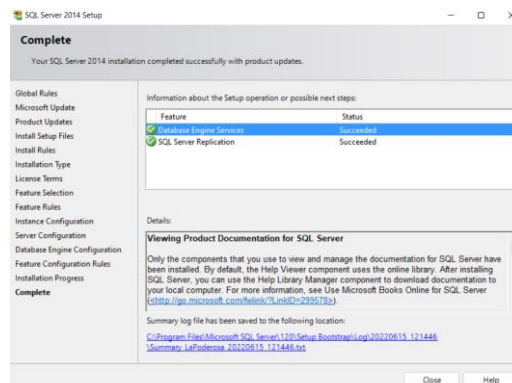 SQL Server 2014 Setup
Complete
Your SQL Server 2014 installation completed successfully with product updates.
Global Rules
Microsoft Update
Product Updates
Install Setup Files
Install Rules
Installation Type
License Terms
Feature Selection
Feature Rules
Instance Configuration
Server Configuration
Database Engine Configuration
Feature Configuration Rules
Installation Progress
Complete
Information about the Setup operation or possible next steps:
Feature Status
Database Engine Services Succeeded
SQL Server Replication Succeeded
Details:
Viewing Product Documentation for SQL Server
Only the components that you use to view and manage the documentation for SQL Server have
been installed. By default, the Help Viewer component uses the online library. After installing
SQL Server, you can use the Help Library Manager component to download documentation to
your local computer. For more information, see Use Microsoft Books Online for SQL Server
(<http://go.microsoft.com/fwlink/?LinkID=299578>).
Summary log file has been saved to the following location:
C:\Program Files\Microsoft SQL Server\120\Setup Bootstrap\Log\20220615_121446
\Summary_LaPoderosa_20220615_121446.txt
Close Help